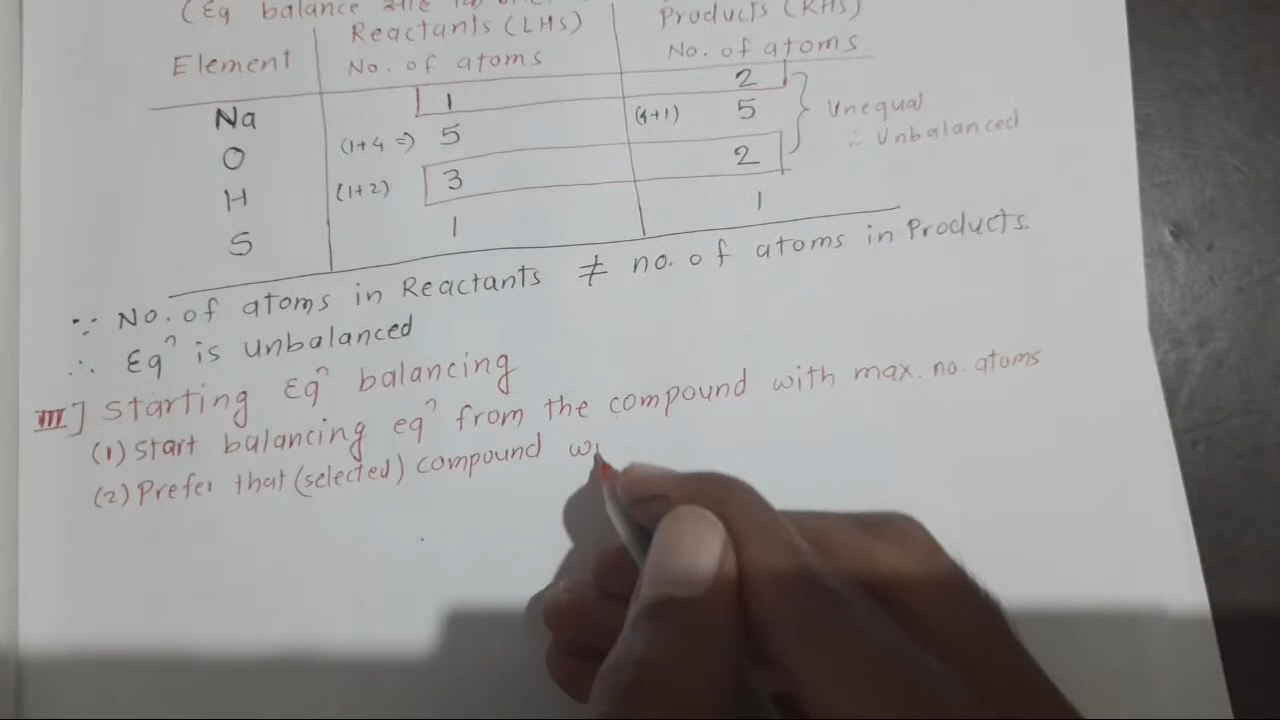 (Eq balance
Reactants (LHS) Products (RHS)
Element No. of atoms No. of atoms
Na 1 2
O (1+4 =) 5 (4+1) 5
H (1+2) 3 2
S 1 1
} Unequal
∴ Unbalanced
∵ No. of atoms in Reactants ≠ no. of atoms in Products.
∴ Eqⁿ is unbalanced
III] Starting Eqⁿ balancing
(1) Start balancing eqⁿ from the compound with max. no. atoms
(2) Prefer that (selected) compound